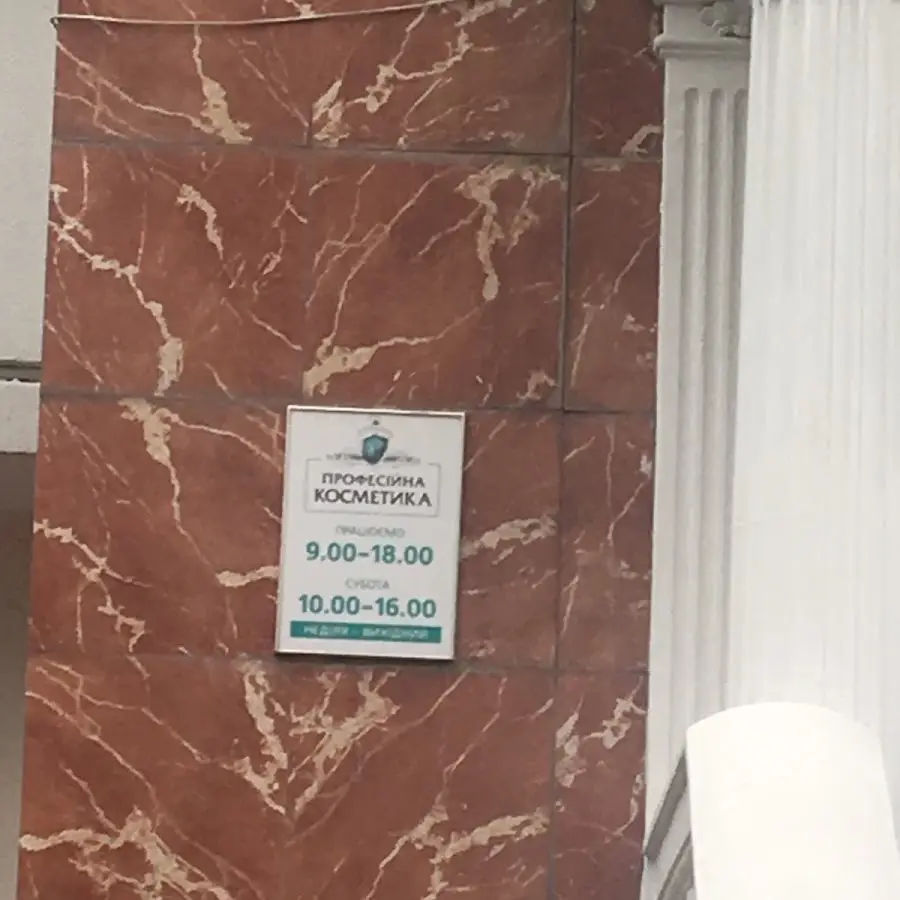 ПРОФЕСІЙНА
КОСМЕТИКА
ПРАЦЮЄМО
9.00-18.00
СУБОТА
10.00-16.00
НЕДІЛЯ - ВИХІДНИЙ